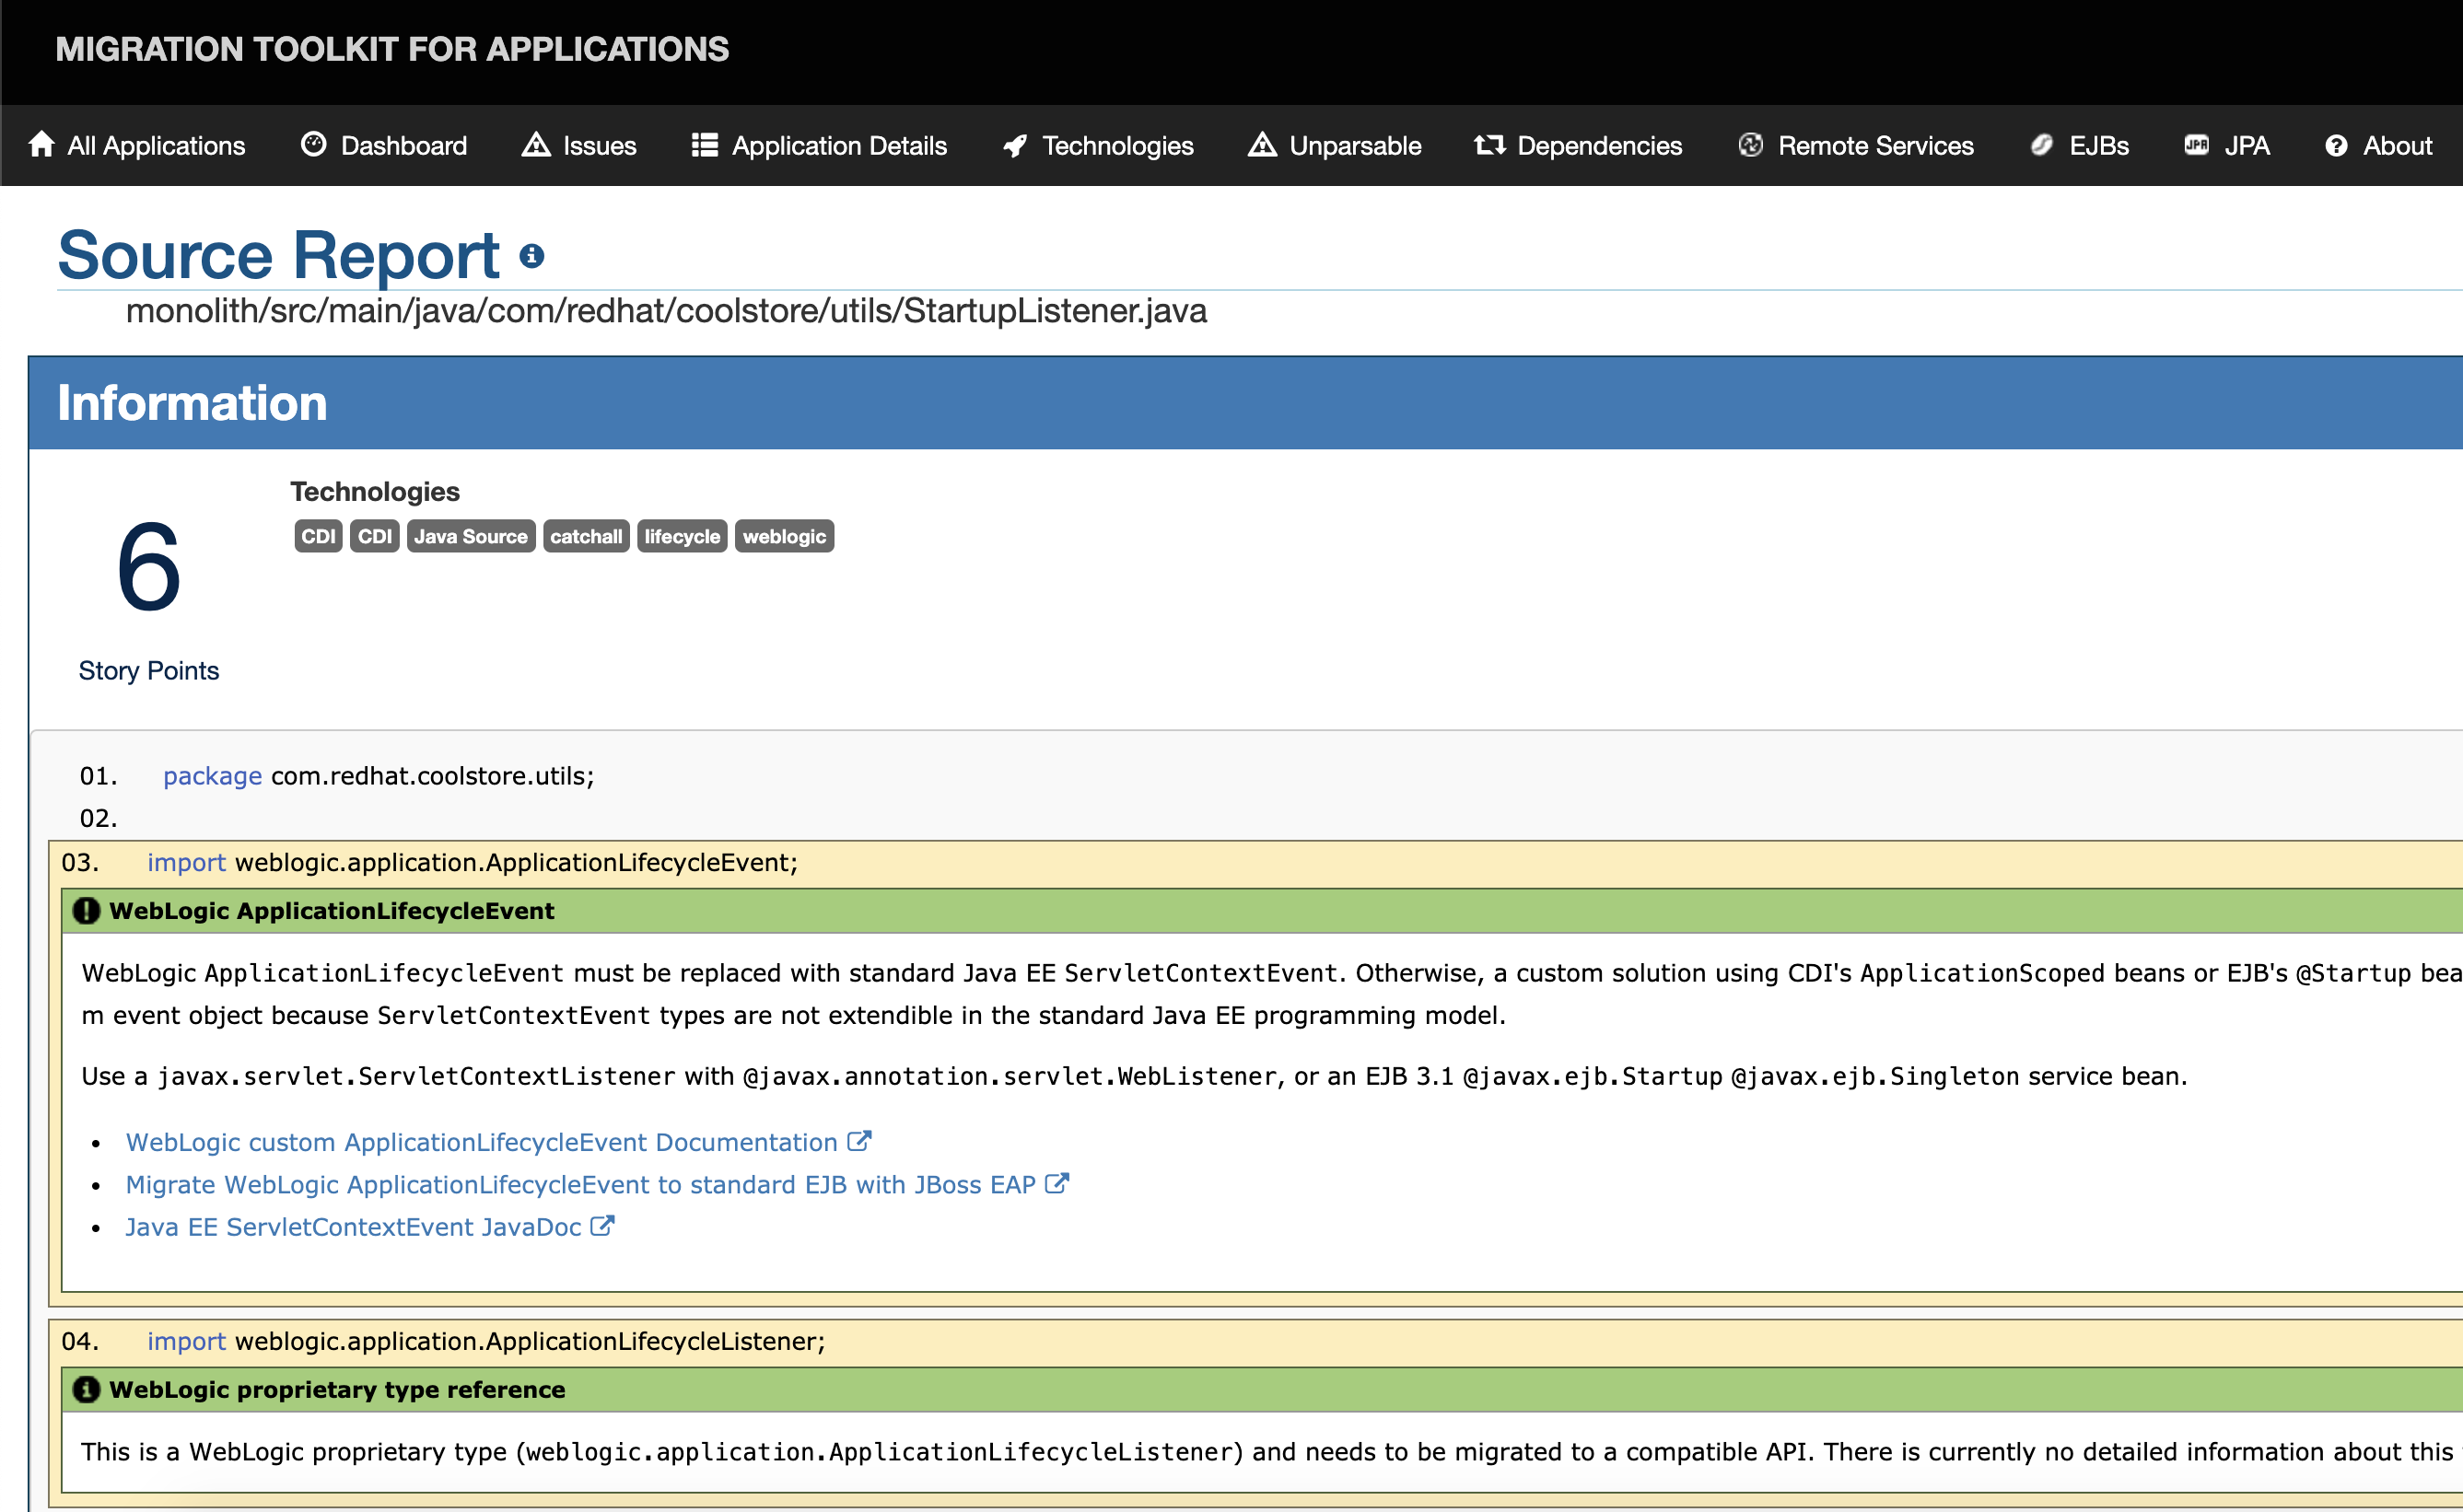 MIGRATION TOOLKIT FOR APPLICATIONS
All Applications Dashboard Issues Application Details Technologies Unparsable Dependencies Remote Services EJBs JPA About
Source Report
monolith/src/main/java/com/redhat/coolstore/utils/StartupListener.java
Information
Technologies
CDI CDI Java Source catchall lifecycle weblogic
6
Story Points
01. package com.redhat.coolstore.utils;
02.
03. import weblogic.application.ApplicationLifecycleEvent;
WebLogic ApplicationLifecycleEvent
WebLogic ApplicationLifecycleEvent must be replaced with standard Java EE ServletContextEvent. Otherwise, a custom solution using CDI's ApplicationScoped beans or EJB's @Startup bea
m event object because ServletContextEvent types are not extendible in the standard Java EE programming model.
Use a javax.servlet.ServletContextListener with @javax.annotation.servlet.WebListener, or an EJB 3.1 @javax.ejb.Startup @javax.ejb.Singleton service bean.
• WebLogic custom ApplicationLifecycleEvent Documentation
• Migrate WebLogic ApplicationLifecycleEvent to standard EJB with JBoss EAP
• Java EE ServletContextEvent JavaDoc
04. import weblogic.application.ApplicationLifecycleListener;
WebLogic proprietary type reference
This is a WebLogic proprietary type (weblogic.application.ApplicationLifecycleListener) and needs to be migrated to a compatible API. There is currently no detailed information about this